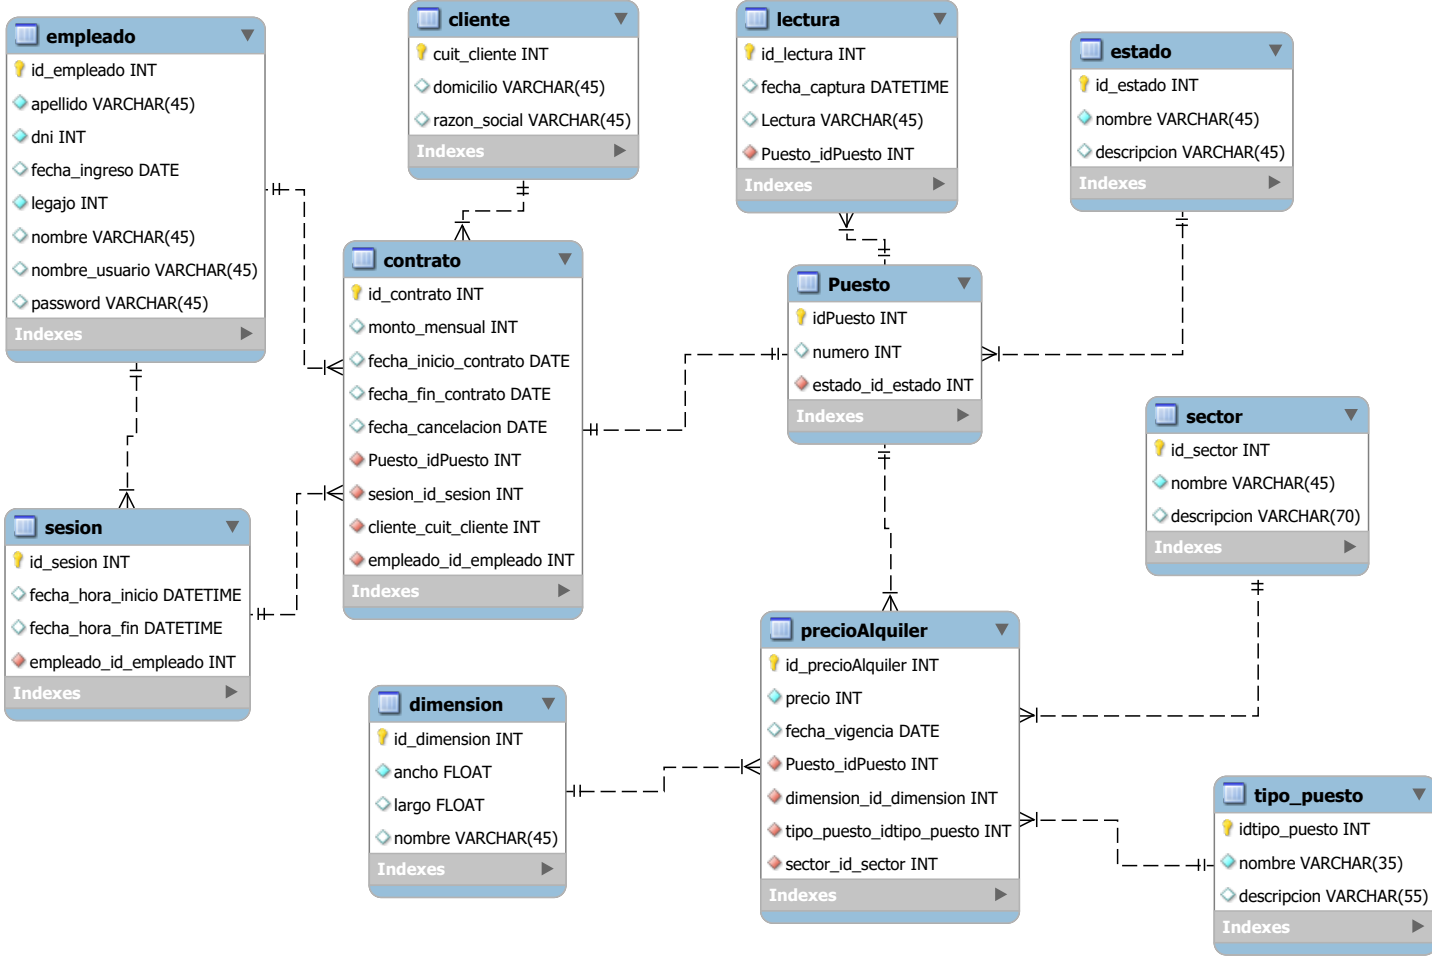 empleado
id_empleado INT
apellido VARCHAR(45)
dni INT
fecha_ingreso DATE
legajo INT
nombre VARCHAR(45)
nombre_usuario VARCHAR(45)
password VARCHAR(45)
Indexes
cliente
cuit_cliente INT
domicilio VARCHAR(45)
razon_social VARCHAR(45)
Indexes
lectura
id_lectura INT
fecha_captura DATETIME
Lectura VARCHAR(45)
Puesto_idPuesto INT
Indexes
estado
id_estado INT
nombre VARCHAR(45)
descripcion VARCHAR(45)
Indexes
contrato
id_contrato INT
monto_mensual INT
fecha_inicio_contrato DATE
fecha_fin_contrato DATE
fecha_cancelacion DATE
Puesto_idPuesto INT
sesion_id_sesion INT
cliente_cuit_cliente INT
empleado_id_empleado INT
Indexes
Puesto
idPuesto INT
numero INT
estado_id_estado INT
Indexes
sector
id_sector INT
nombre VARCHAR(45)
descripcion VARCHAR(70)
Indexes
sesion
id_sesion INT
fecha_hora_inicio DATETIME
fecha_hora_fin DATETIME
empleado_id_empleado INT
Indexes
dimension
id_dimension INT
ancho FLOAT
largo FLOAT
nombre VARCHAR(45)
Indexes
precioAlquiler
id_precioAlquiler INT
precio INT
fecha_vigencia DATE
Puesto_idPuesto INT
dimension_id_dimension INT
tipo_puesto_idtipo_puesto INT
sector_id_sector INT
Indexes
tipo_puesto
idtipo_puesto INT
nombre VARCHAR(35)
descripcion VARCHAR(55)
Indexes